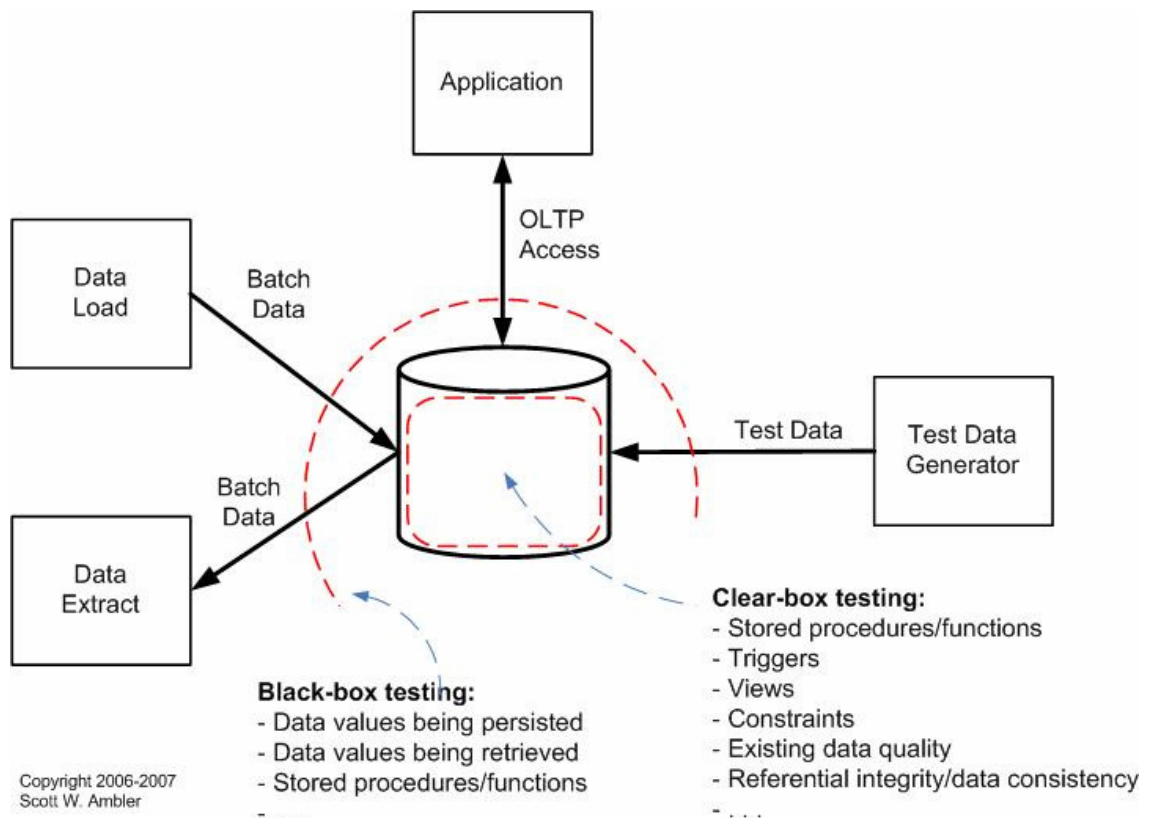 Application
OLTP
Access
Data
Load
Batch
Data
Test Data
Test Data
Generator
Batch
Data
Data
Extract
Clear-box testing:
- Stored procedures/functions
- Triggers
- Views
- Constraints
- Existing data quality
- Referential integrity/data consistency
- . . .
Black-box testing:
- Data values being persisted
- Data values being retrieved
- Stored procedures/functions
- . . .
Copyright 2006-2007
Scott W. Ambler